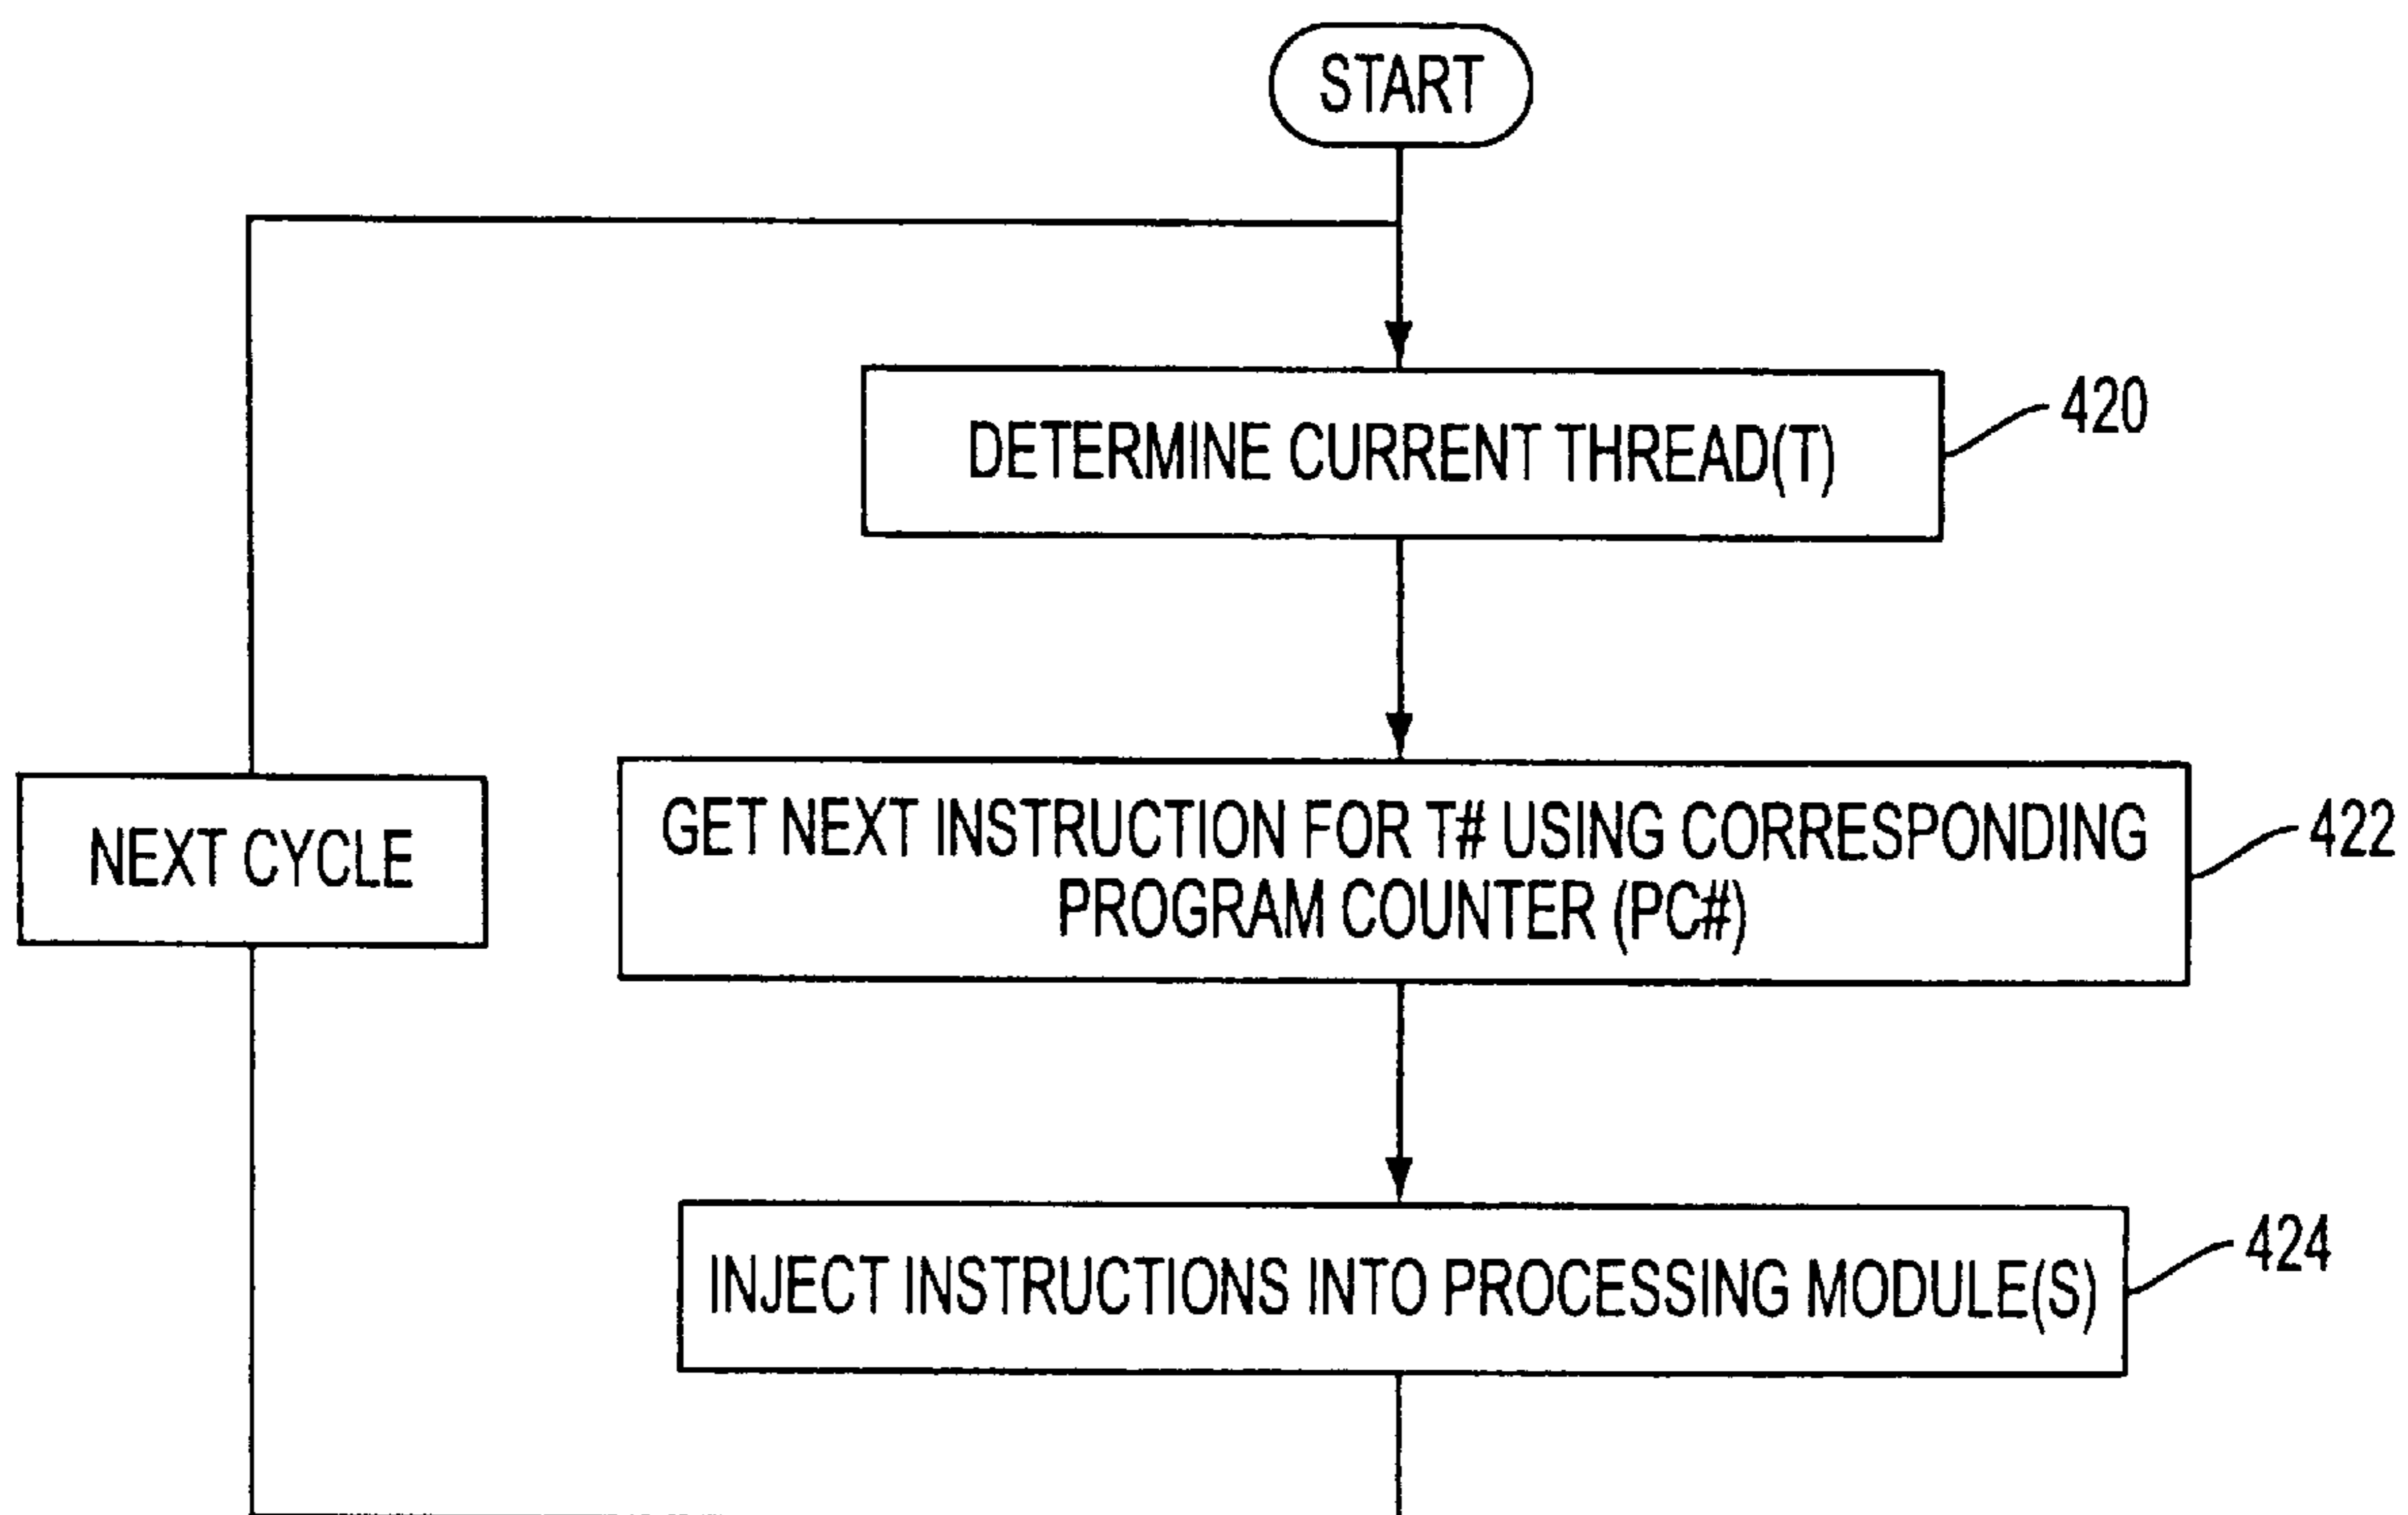 START
DETERMINE CURRENT THREAD(T)
420
NEXT CYCLE
GET NEXT INSTRUCTION FOR T# USING CORRESPONDING
PROGRAM COUNTER (PC#)
422
INJECT INSTRUCTIONS INTO PROCESSING MODULE(S)
424